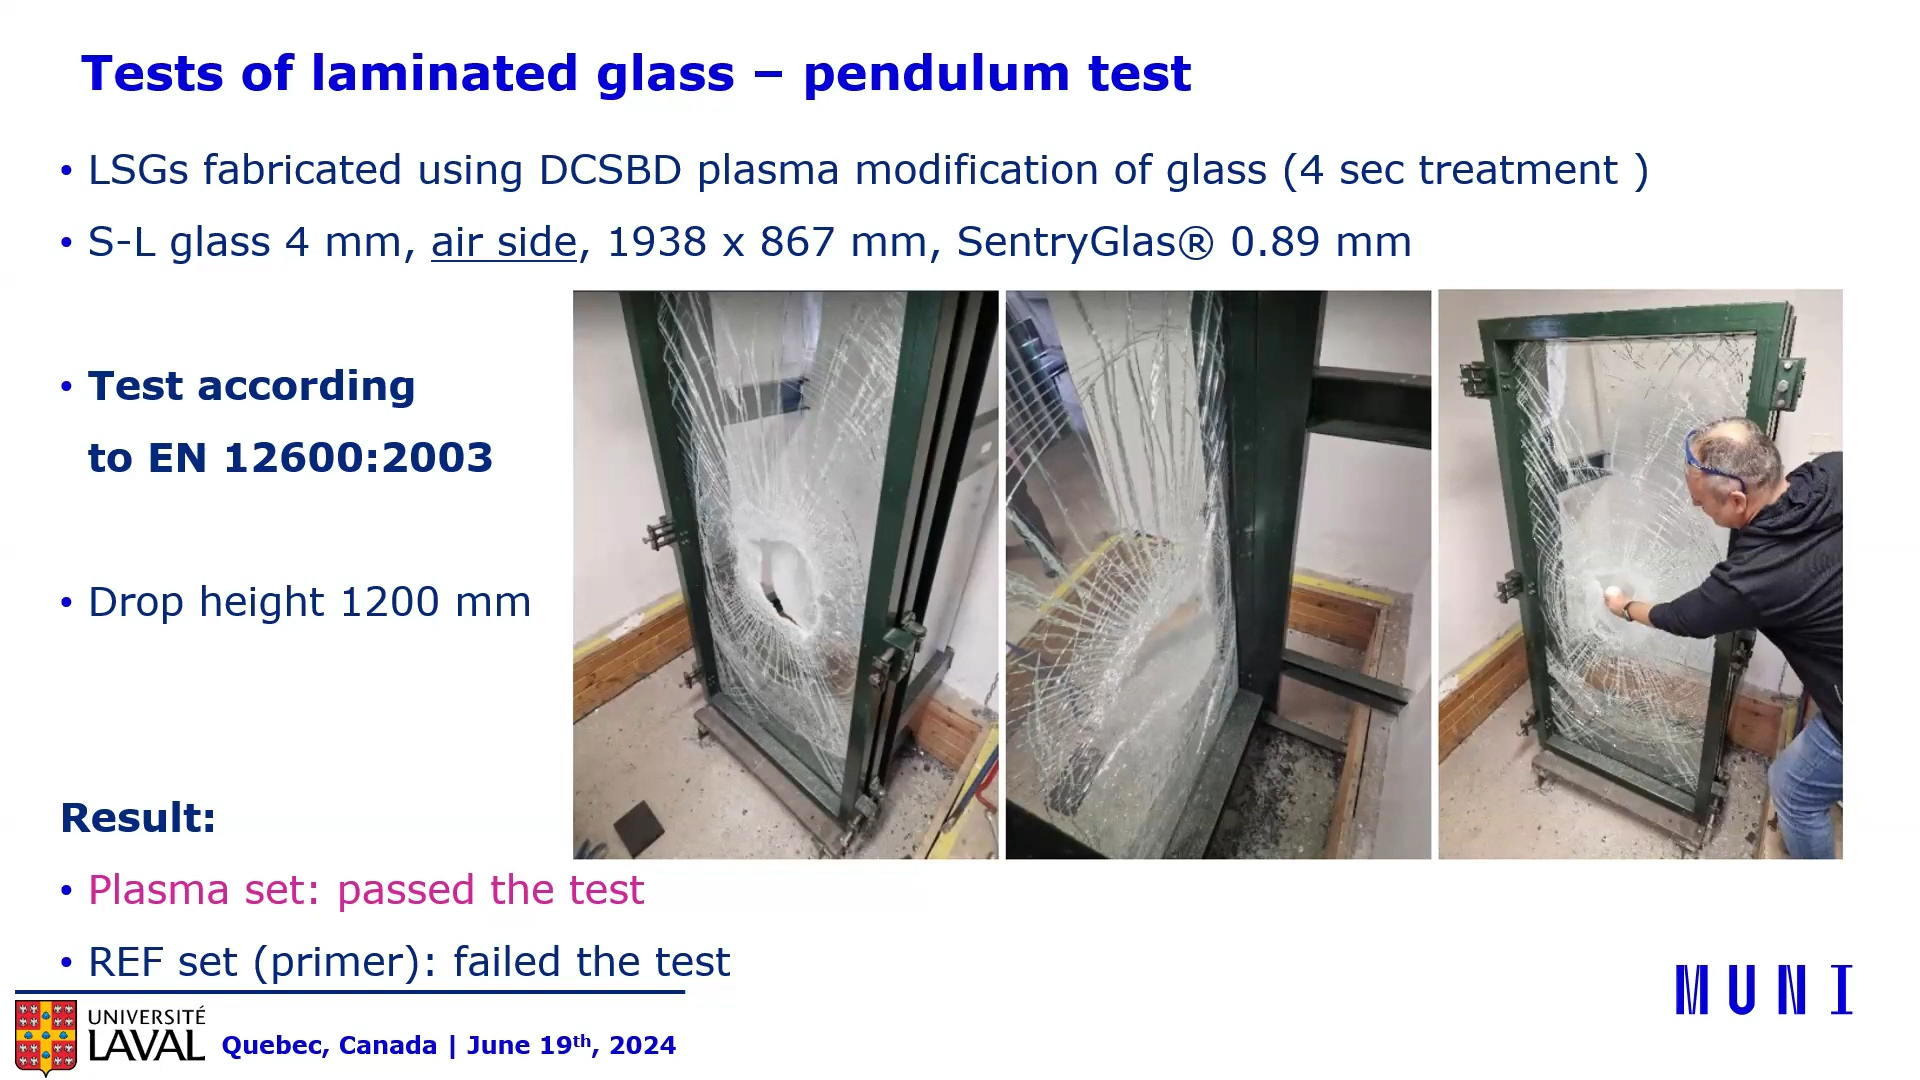 Tests of laminated glass – pendulum test
• LSGs fabricated using DCSBD plasma modification of glass (4 sec treatment )
• S-L glass 4 mm, air side, 1938 x 867 mm, SentryGlas® 0.89 mm
• Test according
to EN 12600:2003
• Drop height 1200 mm
Result:
• Plasma set: passed the test
• REF set (primer): failed the test
UNIVERSITÉ
LAVAL
Quebec, Canada | June 19th, 2024
MUNI